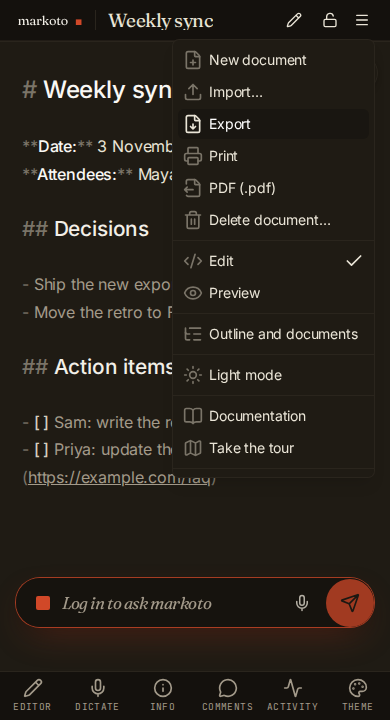 markoto
Weekly sync
# Weekly syn
New document
Import...
Export
Print
PDF (.pdf)
Delete document...
Edit
Preview
Outline and documents
Light mode
Documentation
Take the tour
**Date:** 3 Novemb
**Attendees:** Maya
## Decisions
- Ship the new expo
- Move the retro to F
## Action items
- [ ] Sam: write the re
- [ ] Priya: update the
(https://example.com/faq)
Log in to ask markoto
EDITOR
DICTATE
INFO
COMMENTS
ACTIVITY
THEME